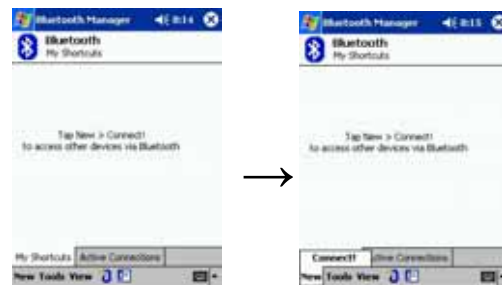 Bluetooth Manager 8:14
Bluetooth
My Shortcuts
Tap New > Connect!
to access other devices via Bluetooth
My Shortcuts Active Connections
New Tools View
→
Bluetooth Manager 8:15
Bluetooth
My Shortcuts
Tap New > Connect!
to access other devices via Bluetooth
Connect! Active Connections
New Tools View